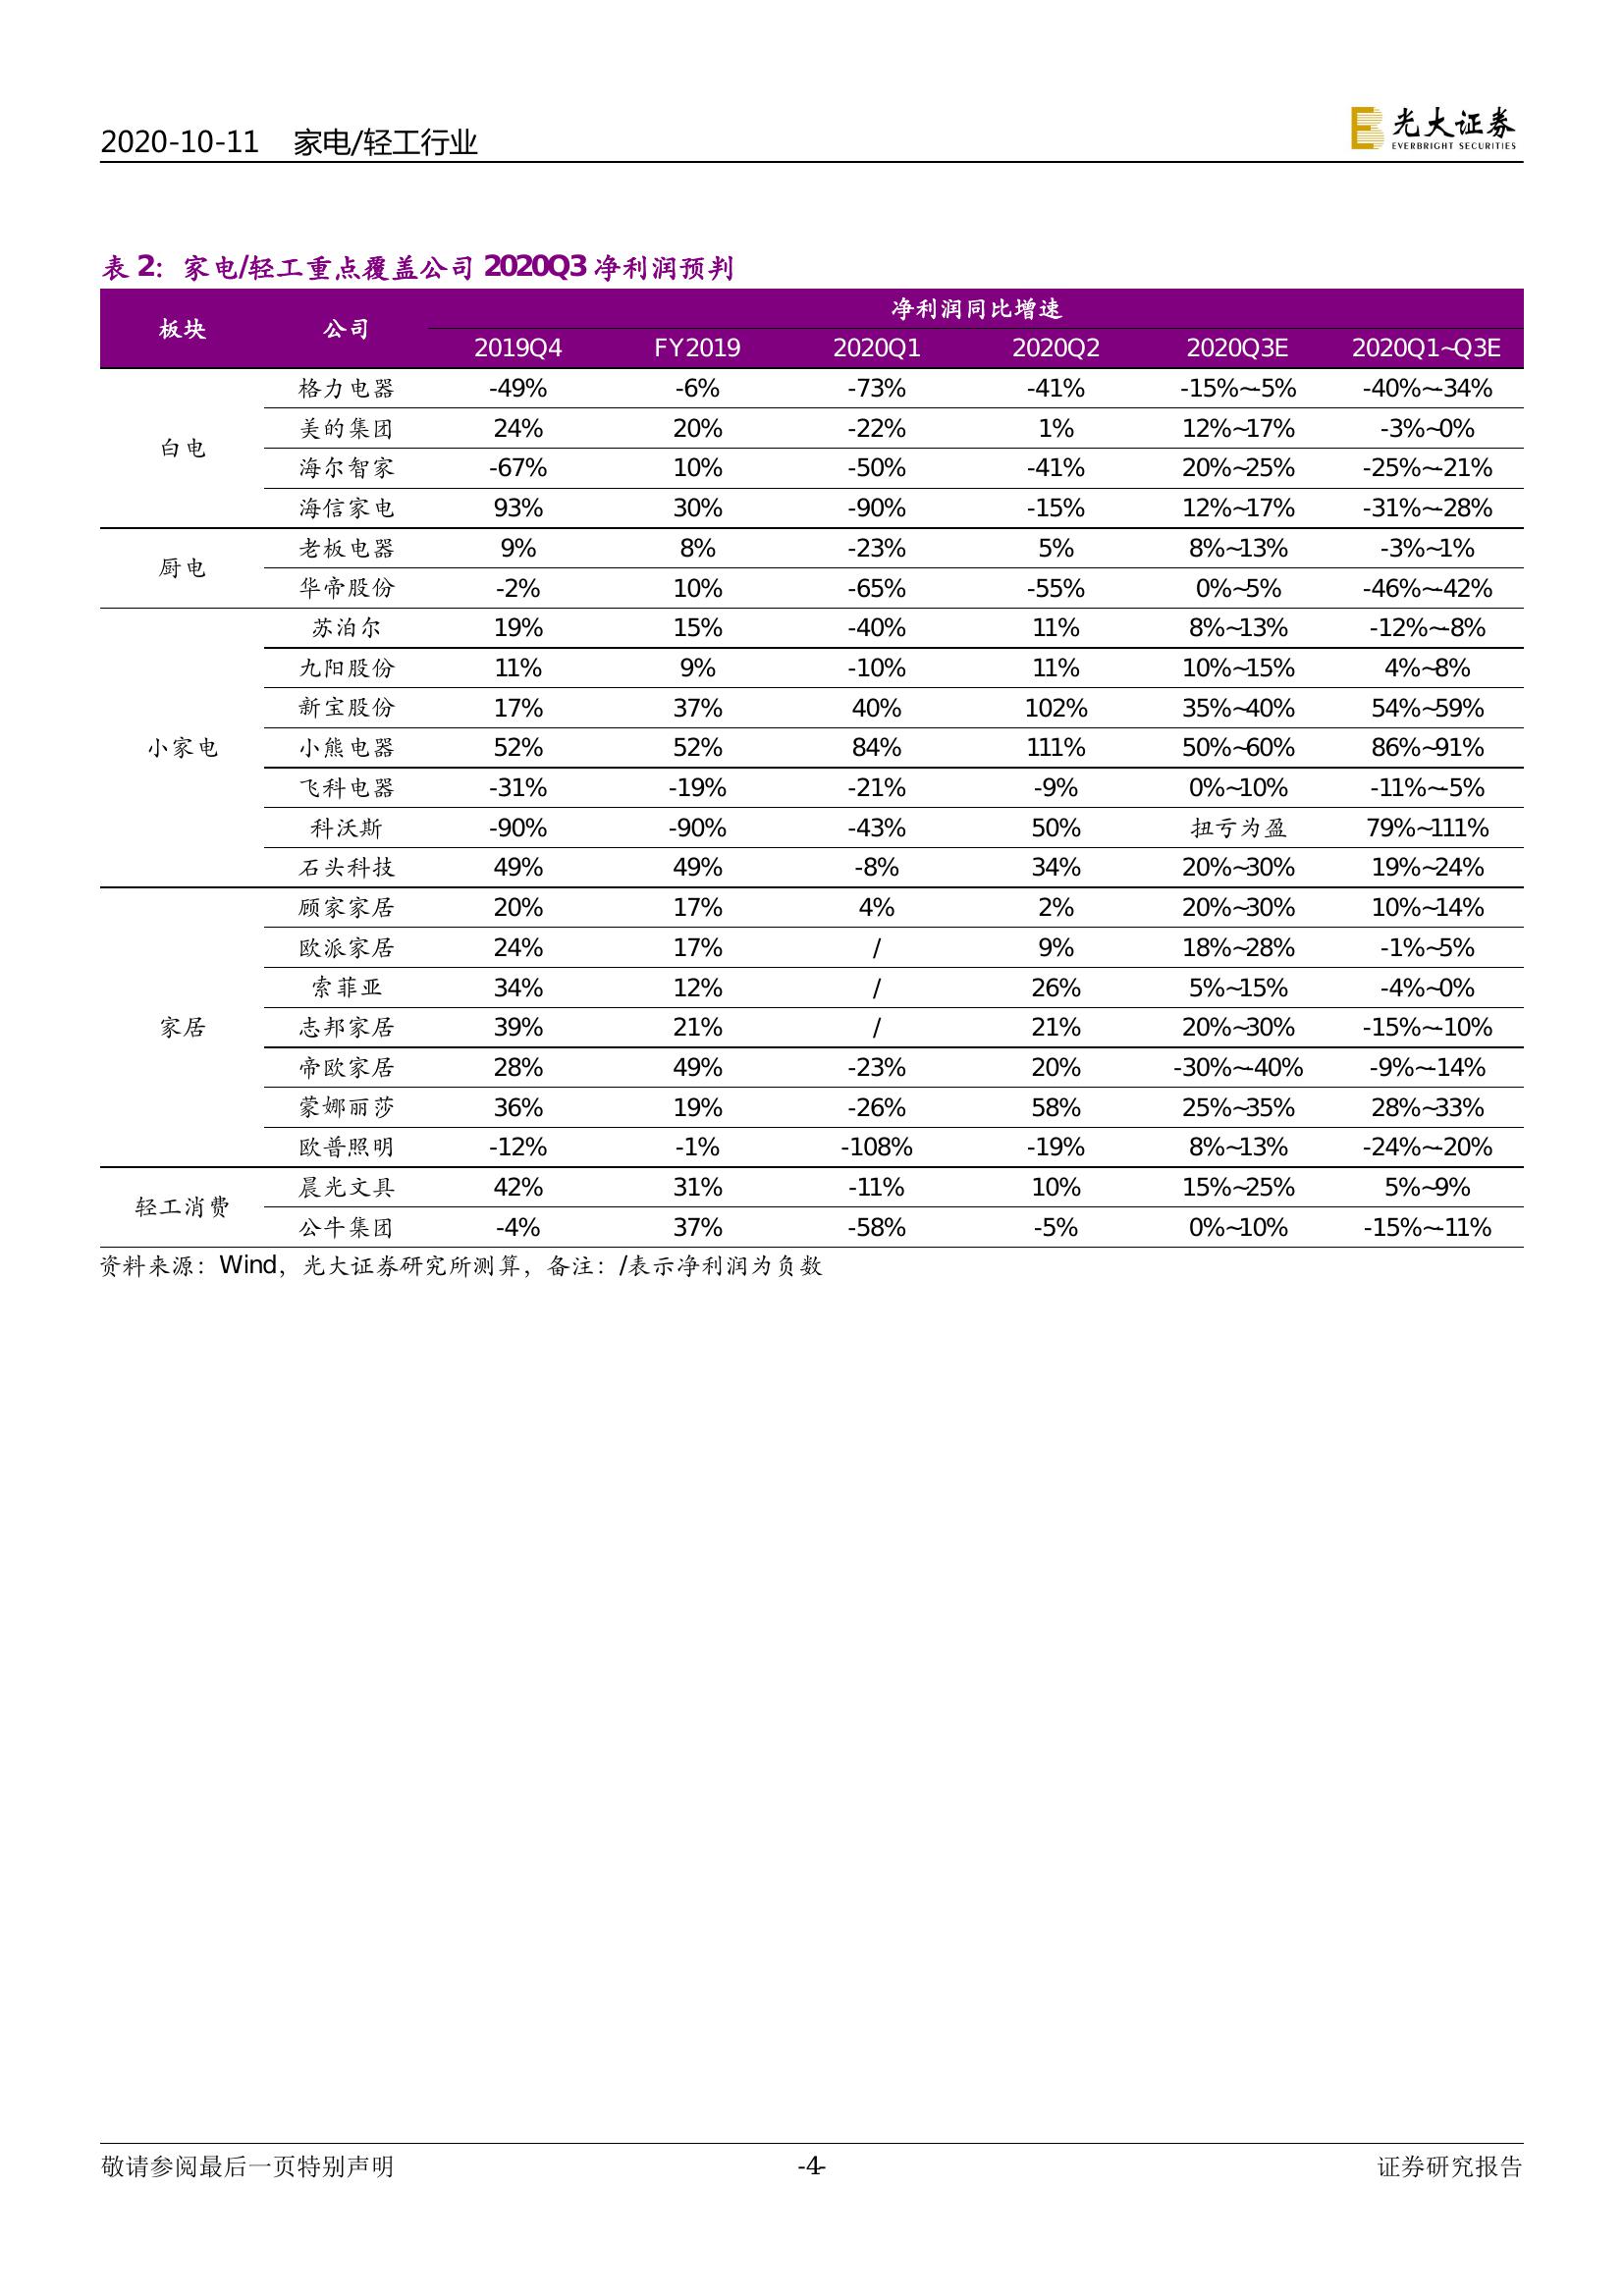 2020-10-11 家电/轻工行业
光大证券
EVERBRIGHT SECURITIES
表 2：家电/轻工重点覆盖公司 2020Q3 净利润预判
板块 公司 净利润同比增速
2019Q4 FY2019 2020Q1 2020Q2 2020Q3E 2020Q1~Q3E
白电 格力电器 -49% -6% -73% -41% -15%~-5% -40%~-34%
美的集团 24% 20% -22% 1% 12%~17% -3%~0%
海尔智家 -67% 10% -50% -41% 20%~25% -25%~-21%
海信家电 93% 30% -90% -15% 12%~17% -31%~-28%
厨电 老板电器 9% 8% -23% 5% 8%~13% -3%~1%
华帝股份 -2% 10% -65% -55% 0%~5% -46%~-42%
小家电 苏泊尔 19% 15% -40% 11% 8%~13% -12%~-8%
九阳股份 11% 9% -10% 11% 10%~15% 4%~8%
新宝股份 17% 37% 40% 102% 35%~40% 54%~59%
小熊电器 52% 52% 84% 111% 50%~60% 86%~91%
飞科电器 -31% -19% -21% -9% 0%~10% -11%~-5%
科沃斯 -90% -90% -43% 50% 扭亏为盈 79%~111%
石头科技 49% 49% -8% 34% 20%~30% 19%~24%
家居 顾家家居 20% 17% 4% 2% 20%~30% 10%~14%
欧派家居 24% 17% / 9% 18%~28% -1%~5%
索菲亚 34% 12% / 26% 5%~15% -4%~0%
志邦家居 39% 21% / 21% 20%~30% -15%~-10%
帝欧家居 28% 49% -23% 20% -30%~-40% -9%~-14%
蒙娜丽莎 36% 19% -26% 58% 25%~35% 28%~33%
欧普照明 -12% -1% -108% -19% 8%~13% -24%~-20%
轻工消费 晨光文具 42% 31% -11% 10% 15%~25% 5%~9%
公牛集团 -4% 37% -58% -5% 0%~10% -15%~-11%
资料来源：Wind，光大证券研究所测算，备注：/表示净利润为负数
敬请参阅最后一页特别声明 -4- 证券研究报告